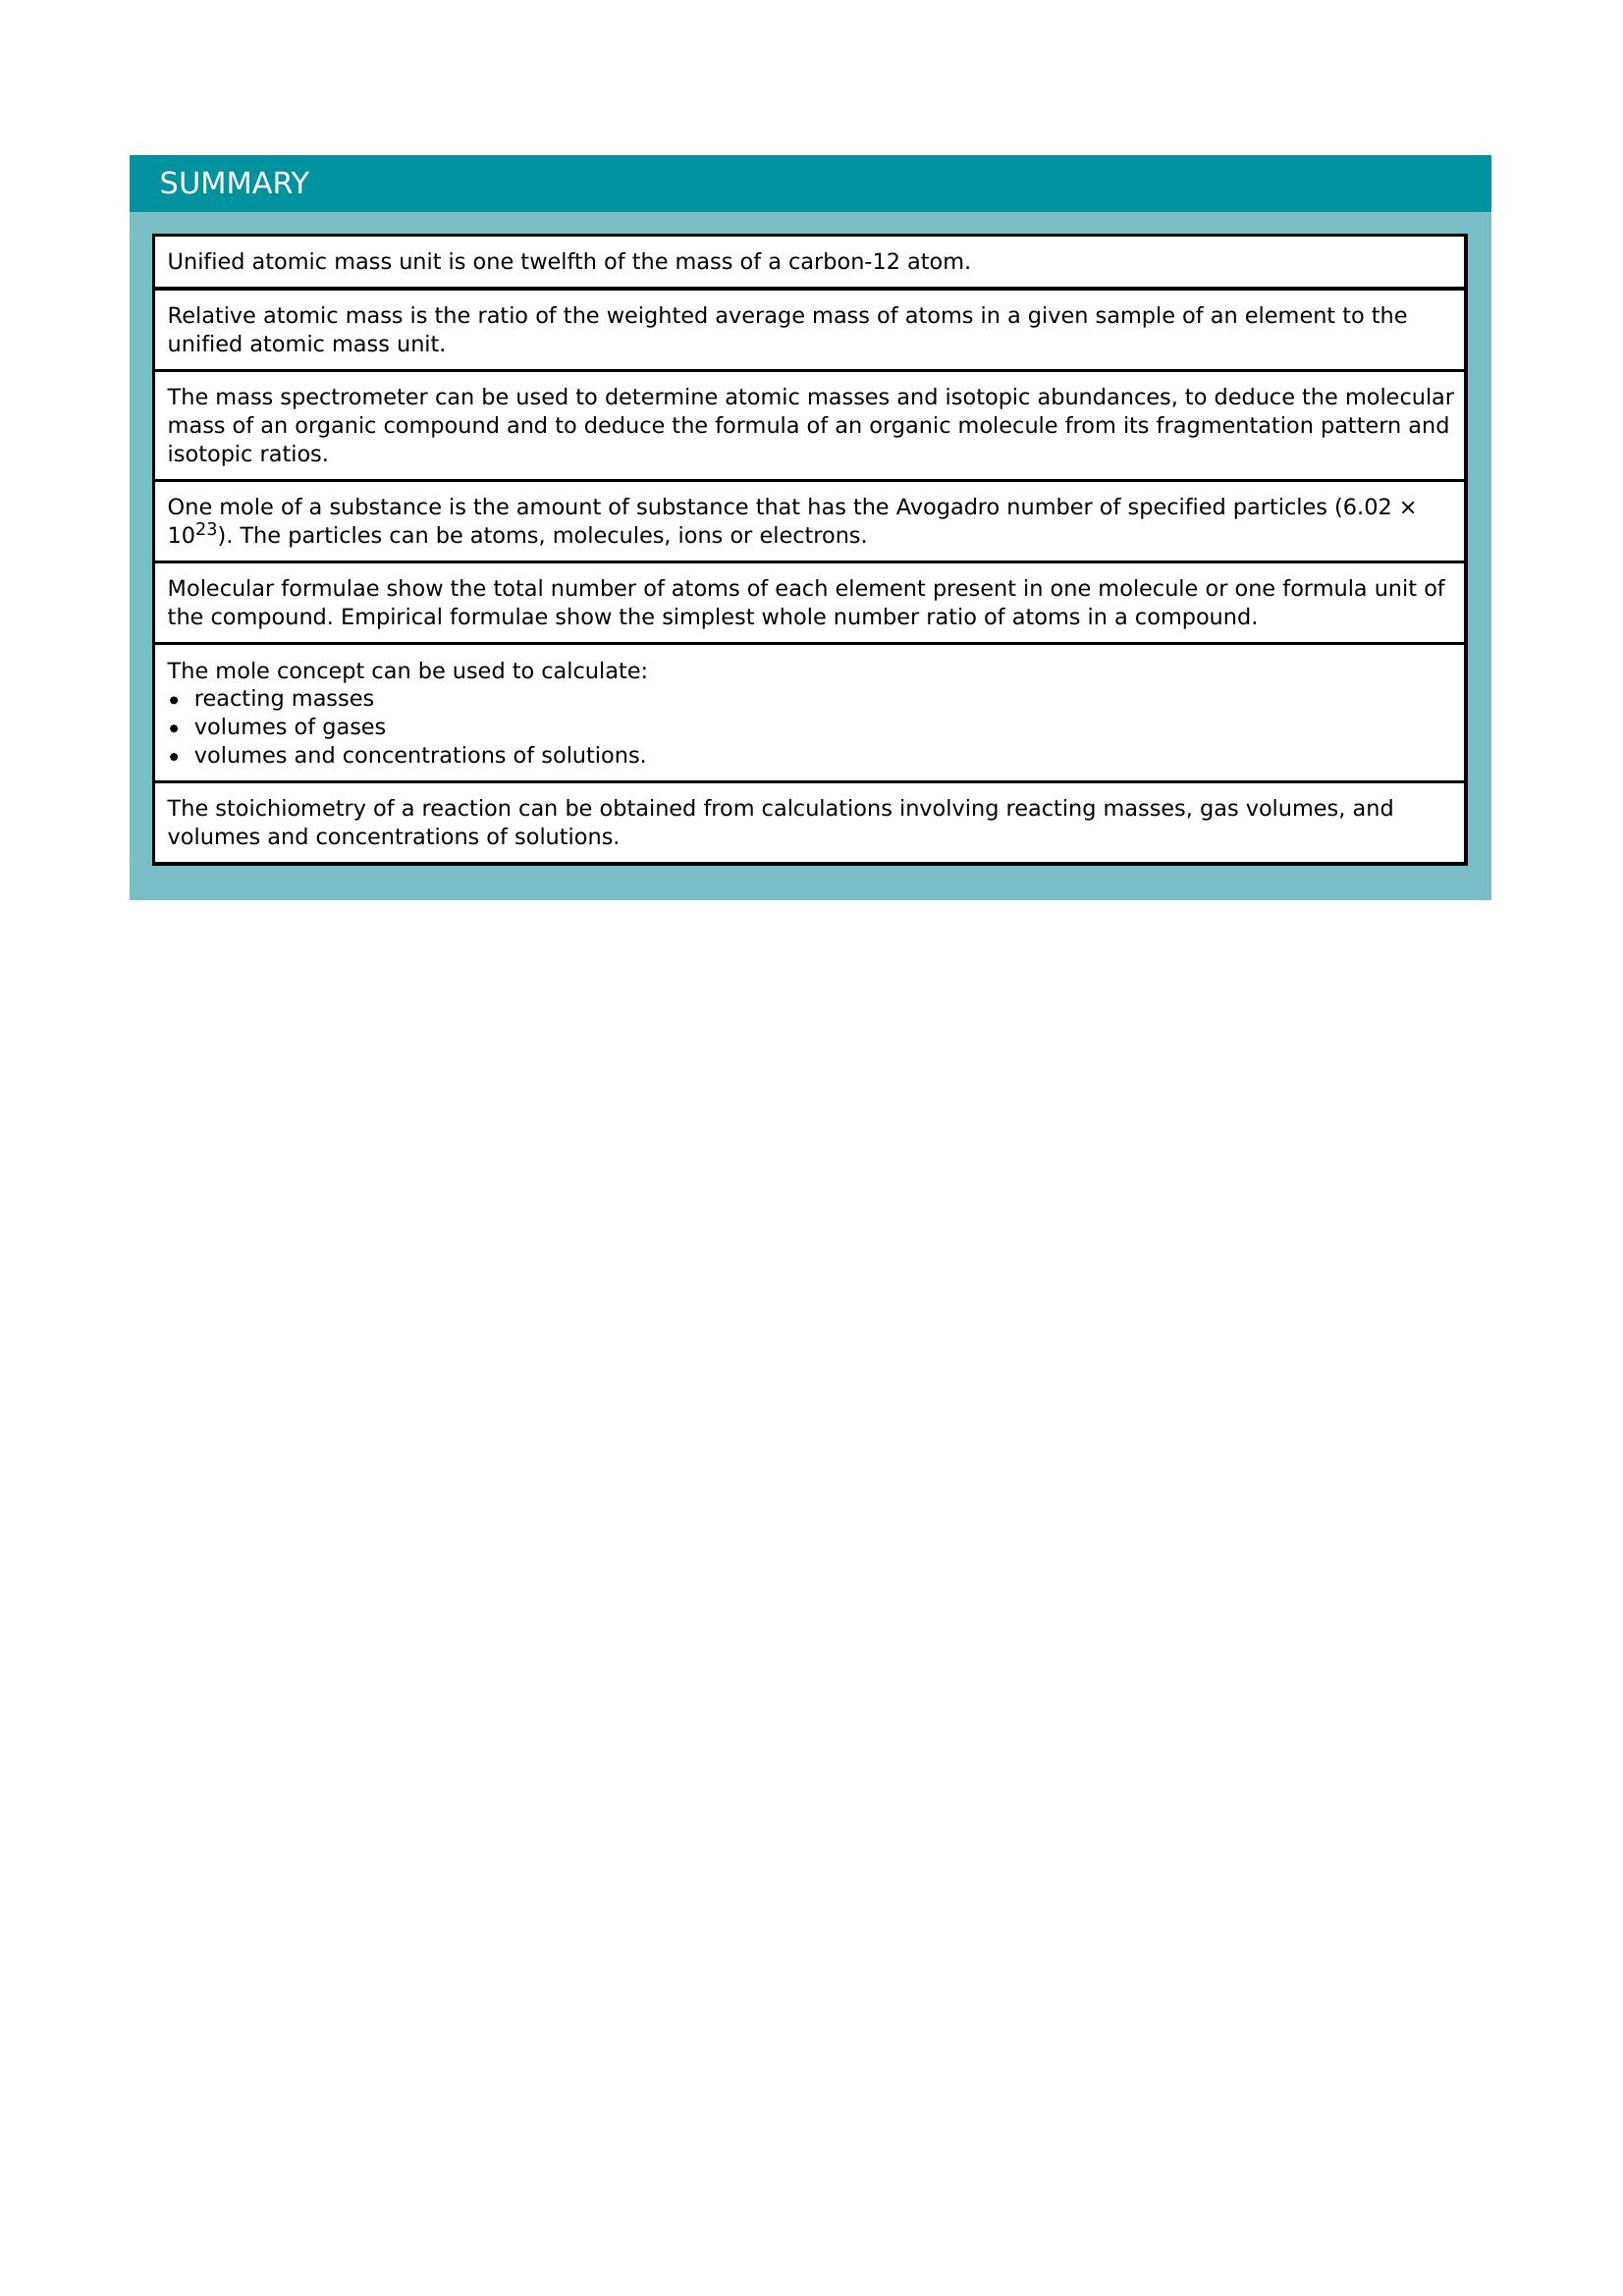 SUMMARY
Unified atomic mass unit is one twelfth of the mass of a carbon-12 atom.
Relative atomic mass is the ratio of the weighted average mass of atoms in a given sample of an element to the
unified atomic mass unit.
The mass spectrometer can be used to determine atomic masses and isotopic abundances, to deduce the molecular
mass of an organic compound and to deduce the formula of an organic molecule from its fragmentation pattern and
isotopic ratios.
One mole of a substance is the amount of substance that has the Avogadro number of specified particles (6.02 ×
10²³). The particles can be atoms, molecules, ions or electrons.
Molecular formulae show the total number of atoms of each element present in one molecule or one formula unit of
the compound. Empirical formulae show the simplest whole number ratio of atoms in a compound.
The mole concept can be used to calculate:
• reacting masses
• volumes of gases
• volumes and concentrations of solutions.
The stoichiometry of a reaction can be obtained from calculations involving reacting masses, gas volumes, and
volumes and concentrations of solutions.